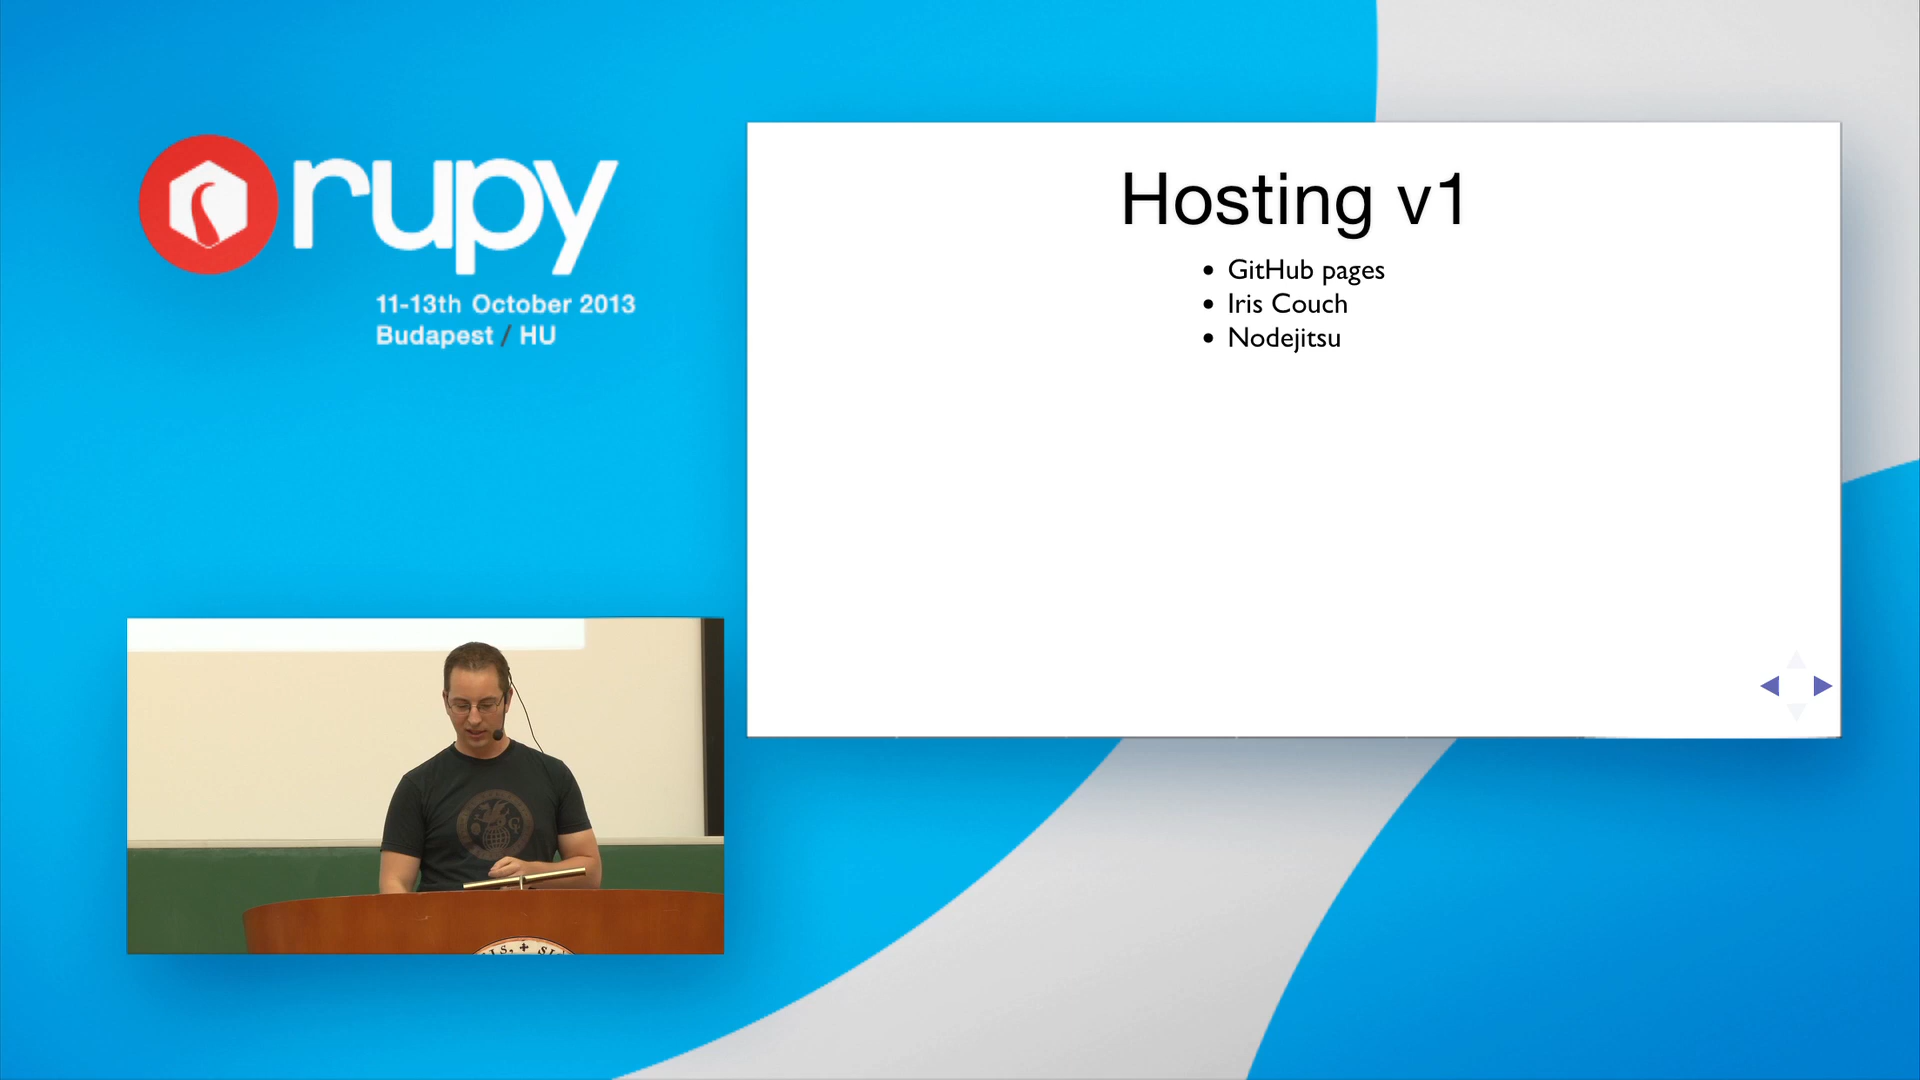 rupy
11-13th October 2013
Budapest / HU
Hosting v1
• GitHub pages
• Iris Couch
• Nodejitsu